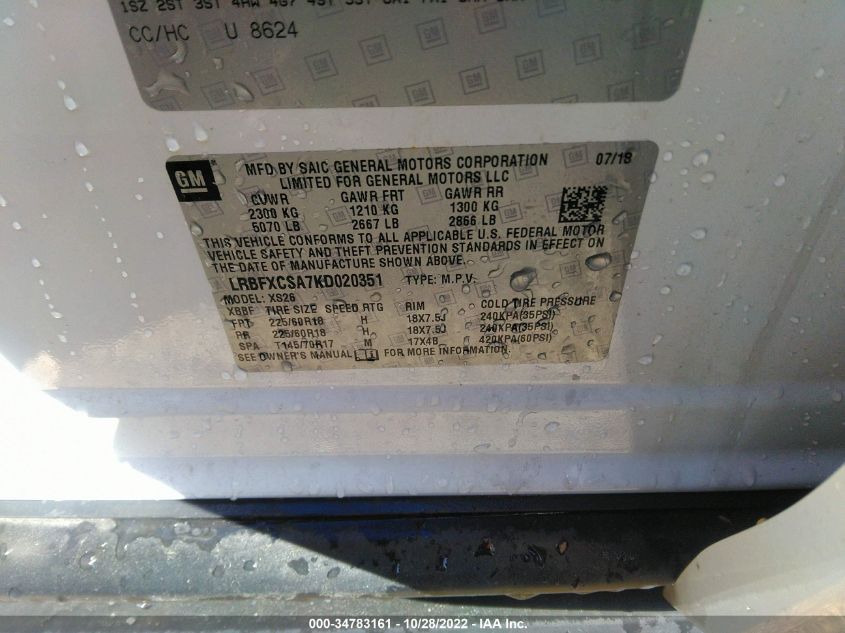 CC/HC U 8624
GM
MFD BY SAIC GENERAL MOTORS CORPORATION 07/18
LIMITED FOR GENERAL MOTORS LLC
GVWR GAWR FRT GAWR RR
2300 KG 1210 KG 1300 KG
5070 LB 2667 LB 2866 LB
THIS VEHICLE CONFORMS TO ALL APPLICABLE U.S. FEDERAL MOTOR
VEHICLE SAFETY AND THEFT PREVENTION STANDARDS IN EFFECT ON
THE DATE OF MANUFACTURE SHOWN ABOVE.
LRBFXCSA7KD020351 TYPE: M.P.V.
MODEL: XS26
XBBF TIRE SIZE SPEED RTG RIM COLD TIRE PRESSURE
FRT 225/60R18 H 18X7.5J 240KPA(35PSI)
RR 225/60R18 H 18X7.5J 240KPA(35PSI)
SPA T145/70R17 M 17X4B 420KPA(60PSI)
SEE OWNER'S MANUAL FOR MORE INFORMATION.
000-34783161 - 10/28/2022 - IAA Inc.